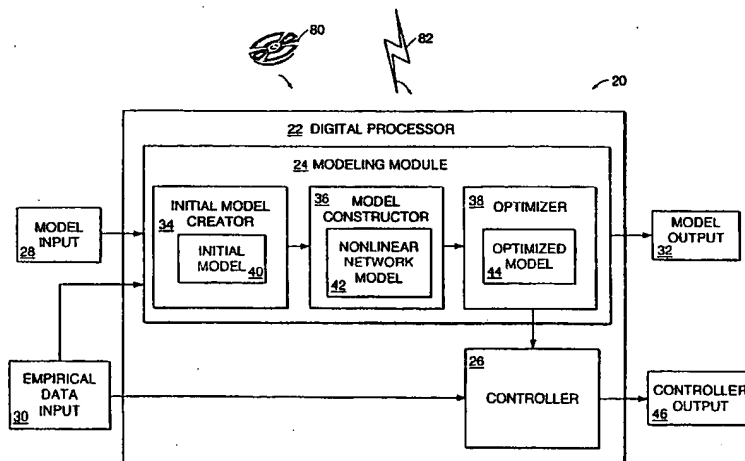 80
82
20
22 DIGITAL PROCESSOR
24 MODELING MODULE
INITIAL MODEL
CREATOR
34
INITIAL
MODEL
40
36
MODEL
CONSTRUCTOR
NONLINEAR
NETWORK
MODEL
42
38
OPTIMIZER
OPTIMIZED
MODEL
44
MODEL
INPUT
28
MODEL
OUTPUT
32
EMPIRICAL
DATA
INPUT
30
26
CONTROLLER
CONTROLLER
OUTPUT
46